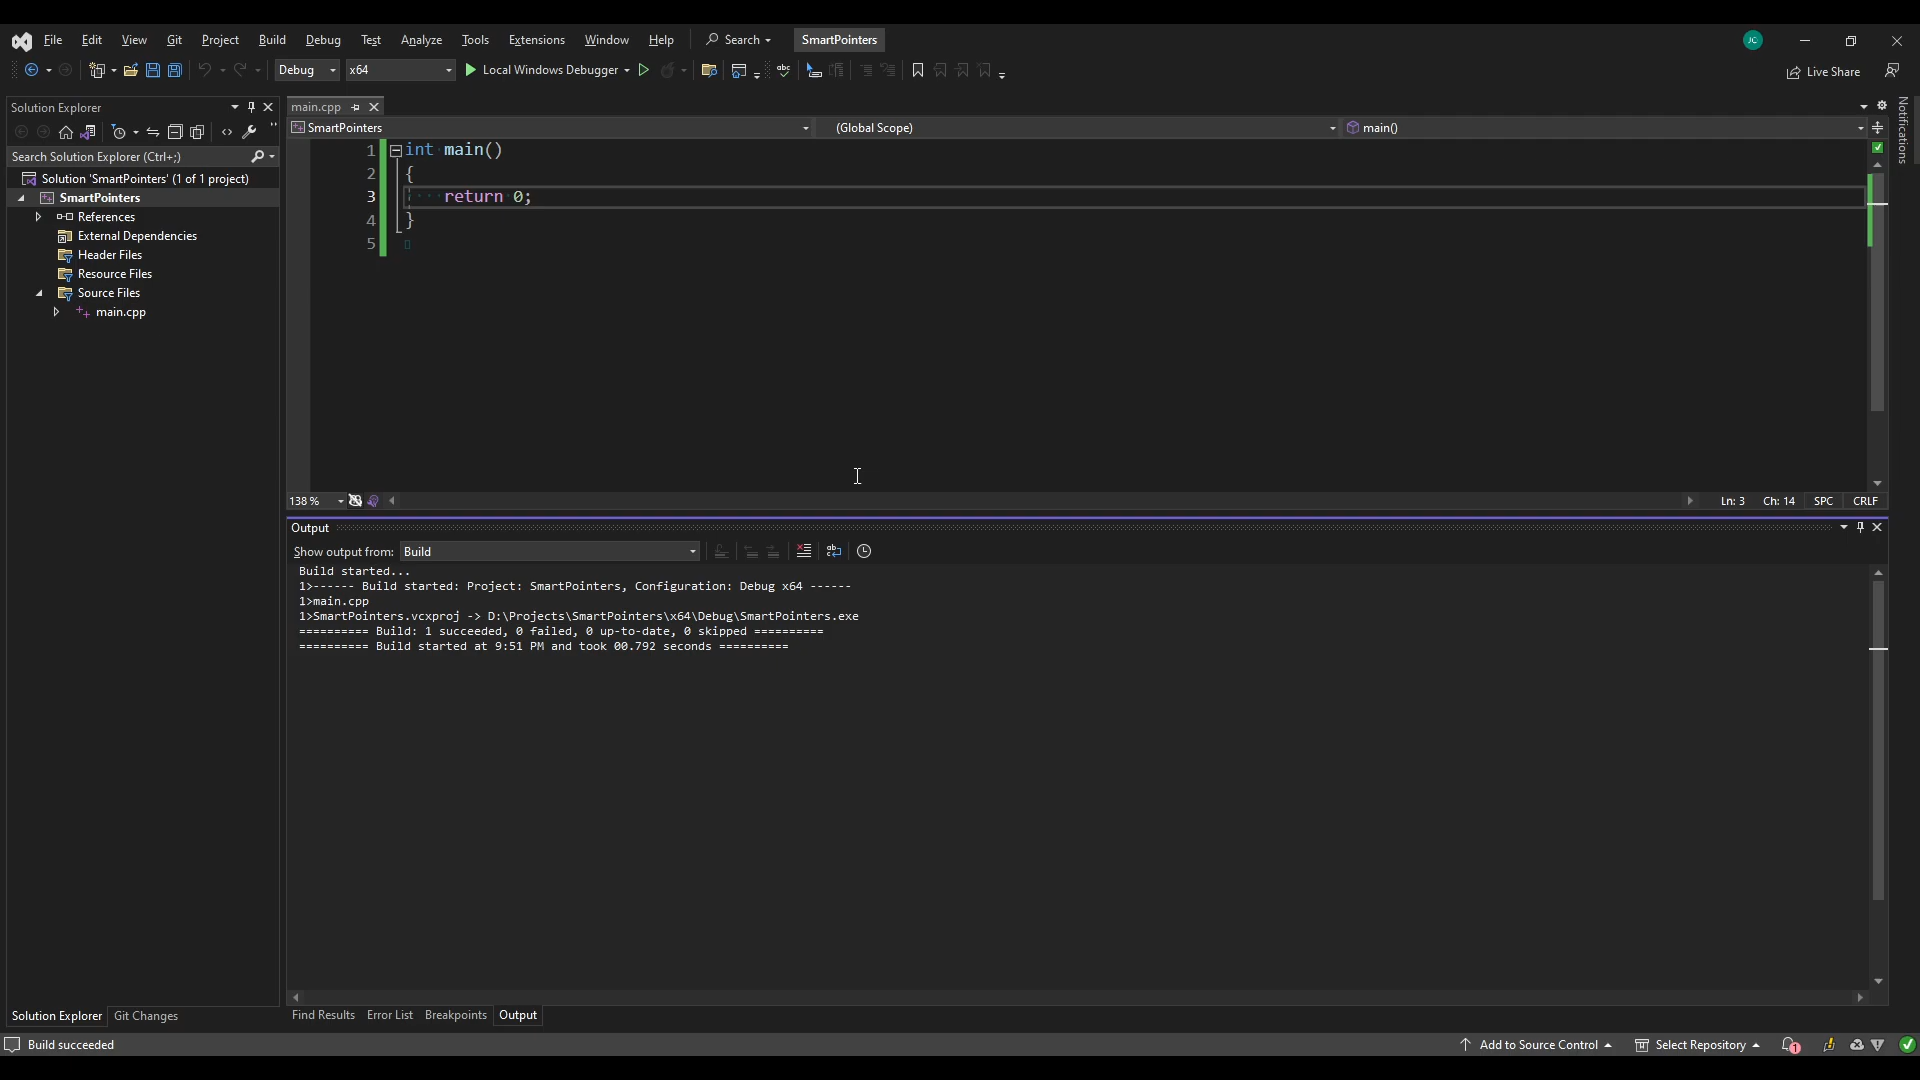 File Edit View Git Project Build Debug Test Analyze Tools Extensions Window Help Search SmartPointers JC
Debug x64 Local Windows Debugger Live Share
Solution Explorer
main.cpp
Notifications
SmartPointers (Global Scope) main()
Search Solution Explorer (Ctrl+;)
Solution 'SmartPointers' (1 of 1 project)
SmartPointers
References
External Dependencies
Header Files
Resource Files
Source Files
main.cpp
1 int main()
2 {
3 return 0;
4 }
5
138 % Ln: 3 Ch: 14 SPC CRLF
Output
Show output from: Build
Build started...
1>------ Build started: Project: SmartPointers, Configuration: Debug x64 ------
1>main.cpp
1>SmartPointers.vcxproj -> D:\Projects\SmartPointers\x64\Debug\SmartPointers.exe
========== Build: 1 succeeded, 0 failed, 0 up-to-date, 0 skipped ==========
========== Build started at 9:51 PM and took 00.792 seconds ==========
Solution Explorer Git Changes
Find Results Error List Breakpoints Output
Build succeeded Add to Source Control Select Repository 1